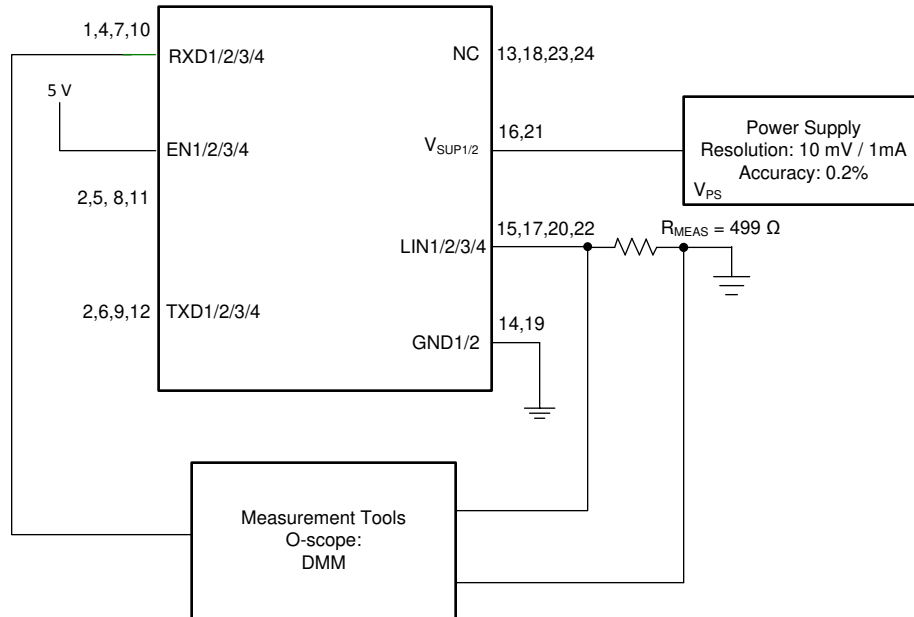 1,4,7,10
RXD1/2/3/4
NC
13,18,23,24
5 V
EN1/2/3/4
2,5, 8,11
VSUP1/2
16,21
Power Supply
Resolution: 10 mV / 1mA
Accuracy: 0.2%
VPS
LIN1/2/3/4
15,17,20,22
RMEAS = 499 Ω
2,6,9,12
TXD1/2/3/4
GND1/2
14,19
Measurement Tools
O-scope:
DMM